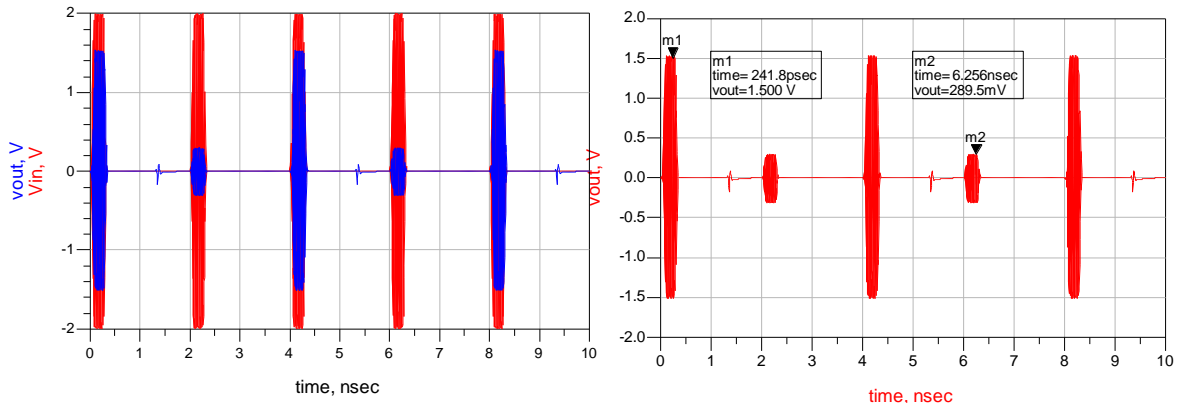 2
1
0
-1
-2
vout, V
Vin, V
0 1 2 3 4 5 6 7 8 9 10
time, nsec
2.0
1.5
1.0
0.5
0.0
-0.5
-1.0
-1.5
-2.0
vout, V
m1
m1
time= 241.8psec
vout=1.500 V
m2
time= 6.256nsec
vout=289.5mV
m2
0 1 2 3 4 5 6 7 8 9 10
time, nsec